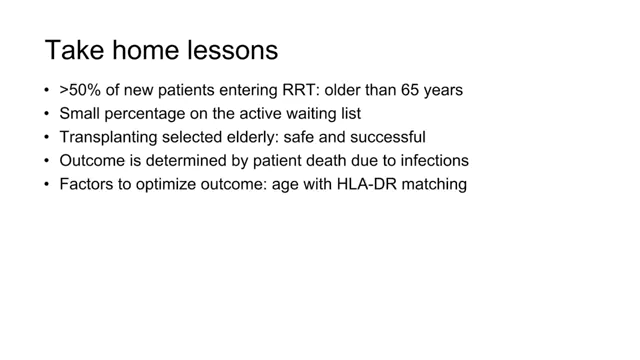 Take home lessons
• >50% of new patients entering RRT: older than 65 years
• Small percentage on the active waiting list
• Transplanting selected elderly: safe and successful
• Outcome is determined by patient death due to infections
• Factors to optimize outcome: age with HLA-DR matching